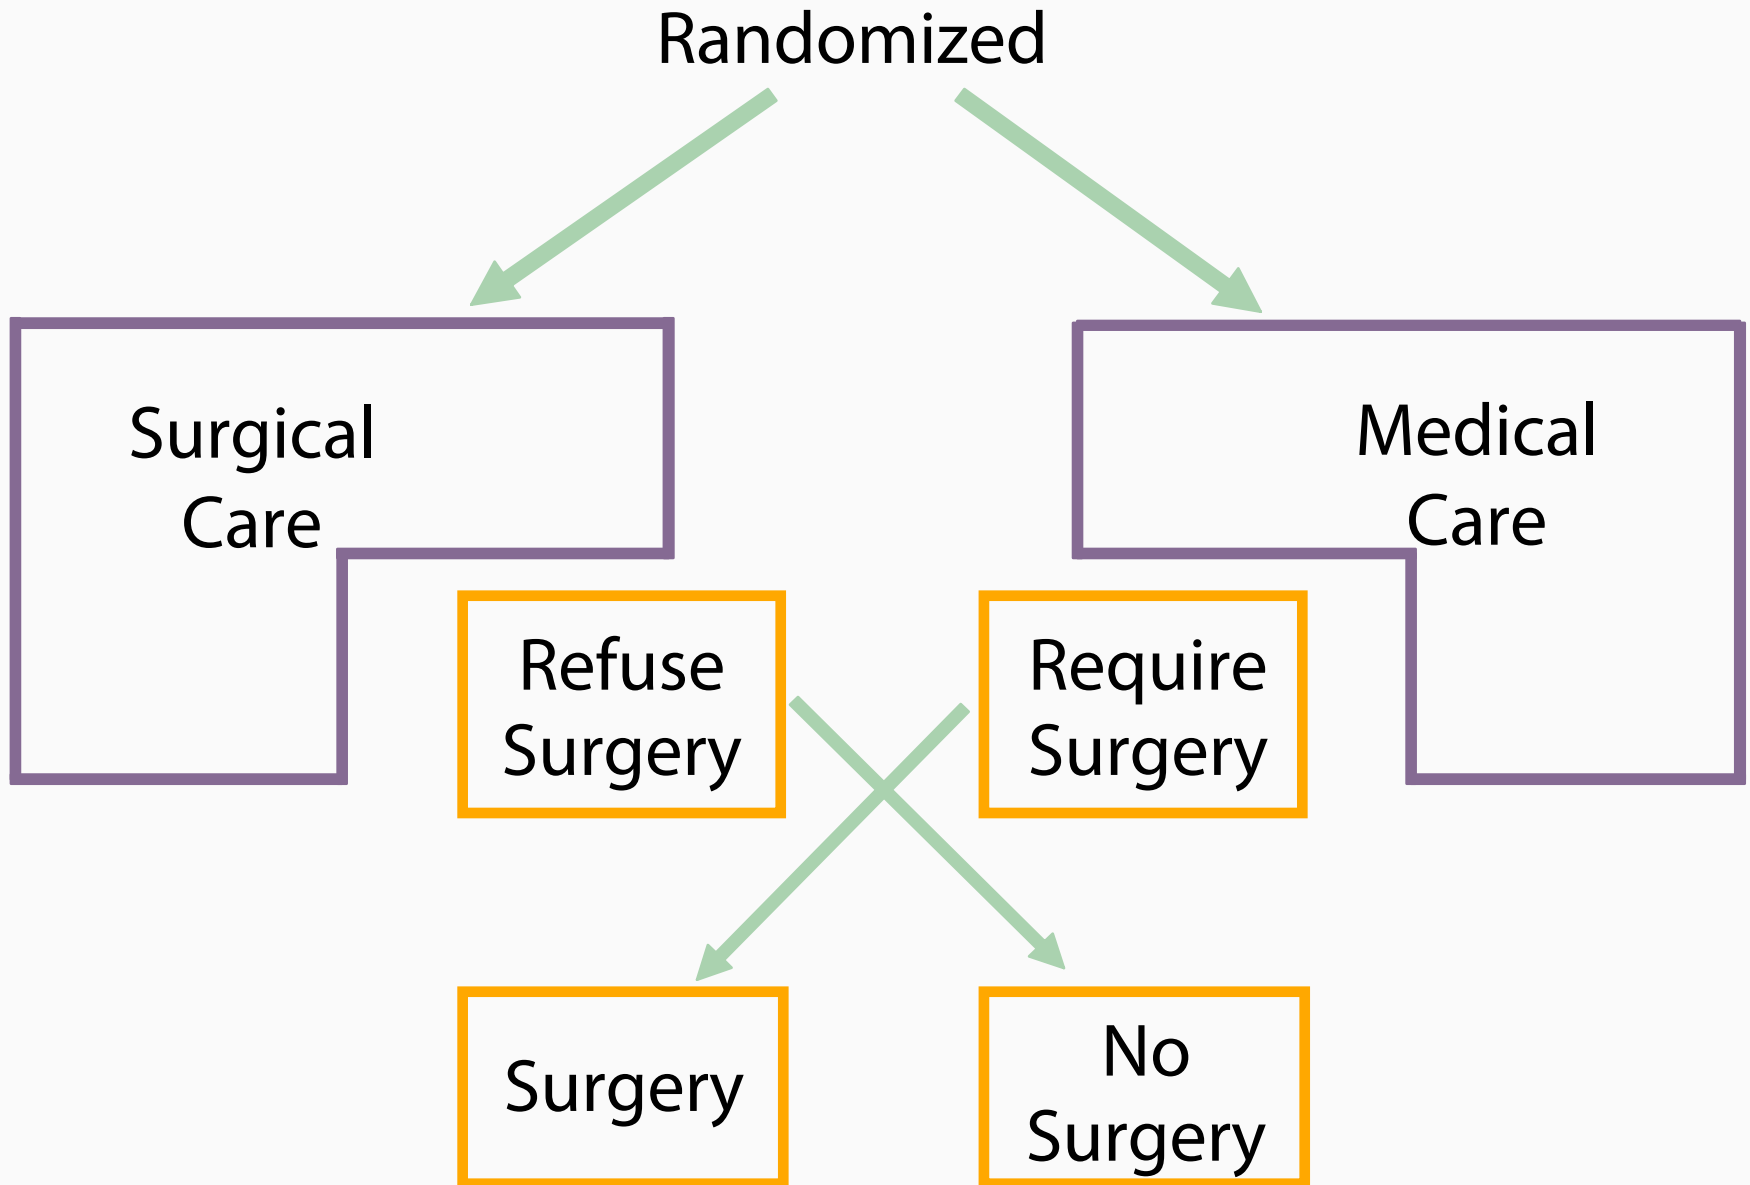 Randomized
Surgical
Care
Medical
Care
Refuse
Surgery
Require
Surgery
Surgery
No
Surgery